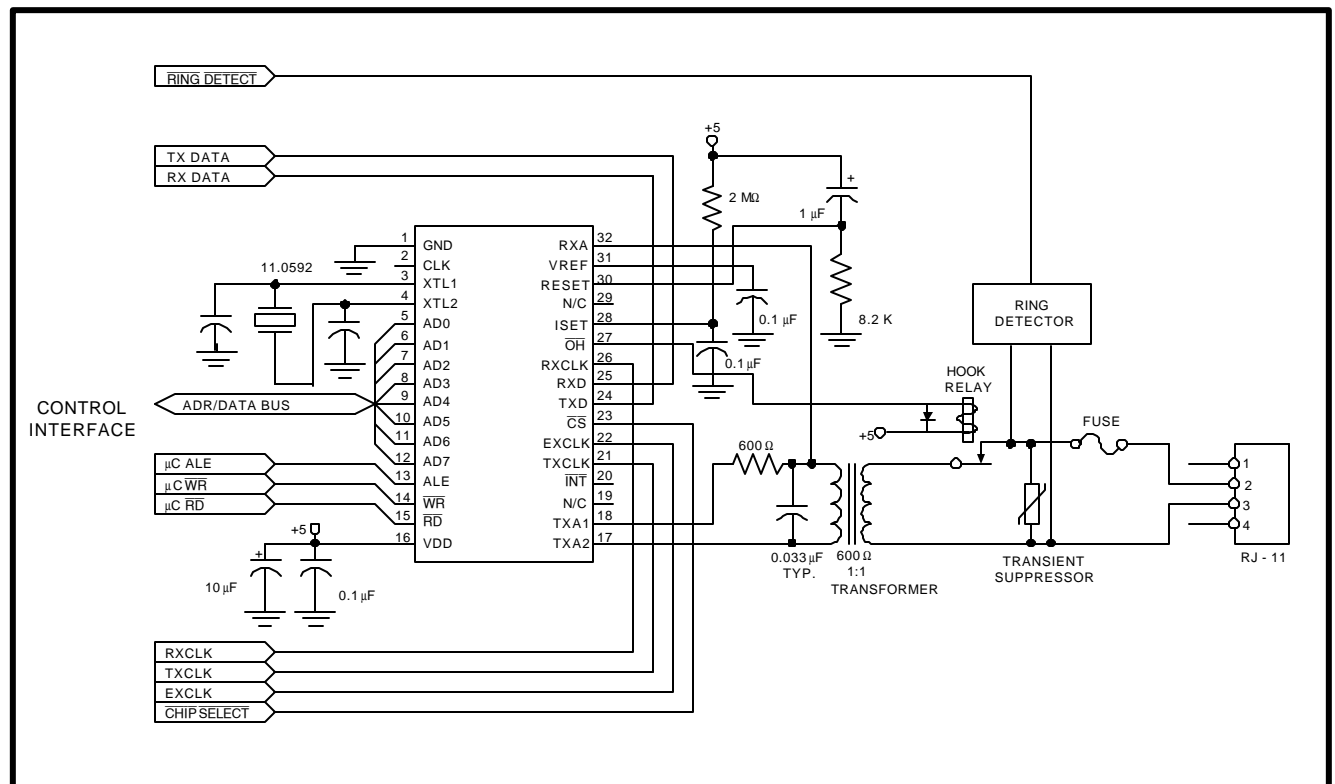 RING DETECT
TX DATA
RX DATA
+5
2 MΩ
+
1 µF
8.2 K
0.1 µF
0.1 µF
11.0592
1
2
3
4
5
6
7
8
9
10
11
12
13
14
15
16
GND
CLK
XTL1
XTL2
AD0
AD1
AD2
AD3
AD4
AD5
AD6
AD7
ALE
WR
RD
VDD
RXA
VREF
RESET
N/C
ISET
OH
RXCLK
RXD
TXD
CS
EXCLK
TXCLK
INT
N/C
TXA1
TXA2
32
31
30
29
28
27
26
25
24
23
22
21
20
19
18
17
RING
DETECTOR
HOOK
RELAY
+5
FUSE
CONTROL
INTERFACE
ADR/DATA BUS
µC ALE
µC WR
µC RD
+5
+
10 µF
0.1 µF
600 Ω
0.033 µF
TYP.
600 Ω
1:1
TRANSFORMER
TRANSIENT
SUPPRESSOR
1
2
3
4
RJ - 11
RXCLK
TXCLK
EXCLK
CHIP SELECT